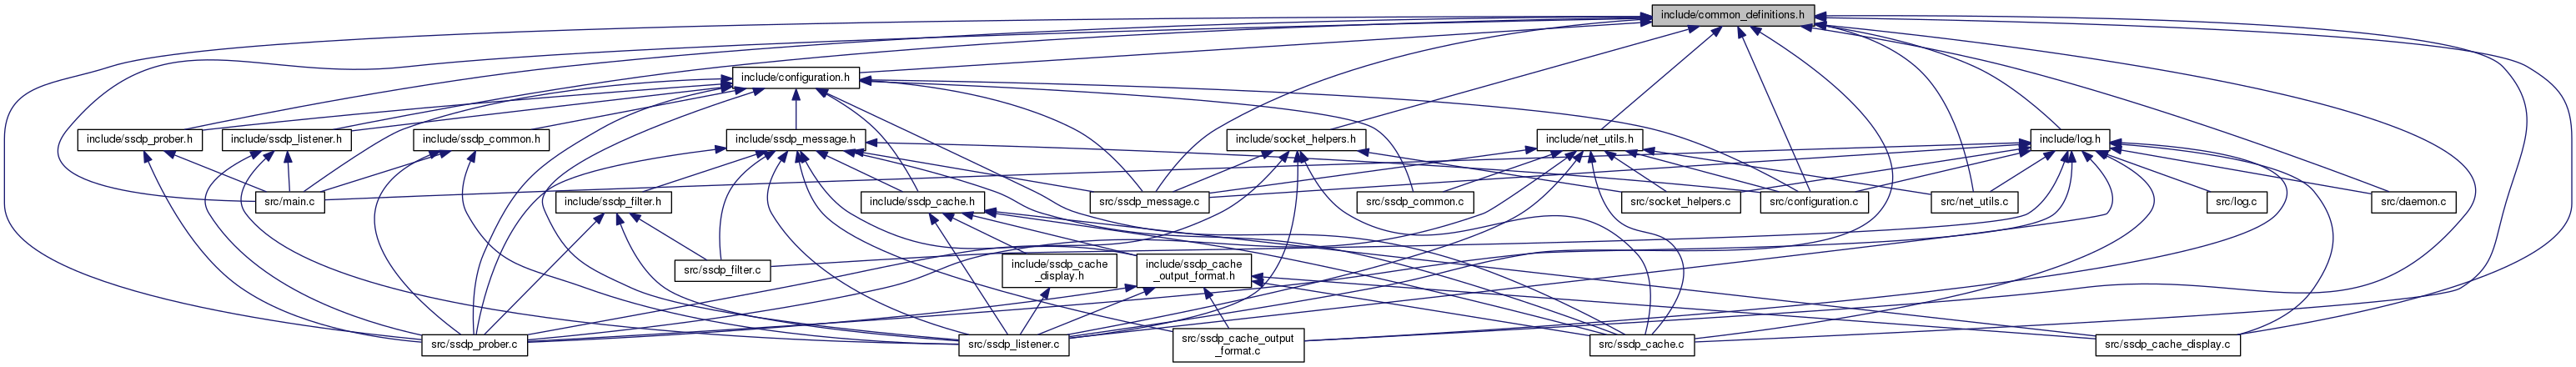 include/common_definitions.h
include/configuration.h
include/ssdp_prober.h
include/ssdp_listener.h
include/ssdp_common.h
include/ssdp_message.h
include/socket_helpers.h
include/net_utils.h
include/log.h
src/main.c
include/ssdp_filter.h
include/ssdp_cache.h
src/ssdp_message.c
src/ssdp_common.c
src/socket_helpers.c
src/configuration.c
src/net_utils.c
src/log.c
src/daemon.c
src/ssdp_filter.c
include/ssdp_cache
_display.h
include/ssdp_cache
_output_format.h
src/ssdp_prober.c
src/ssdp_listener.c
src/ssdp_cache_output
_format.c
src/ssdp_cache.c
src/ssdp_cache_display.c